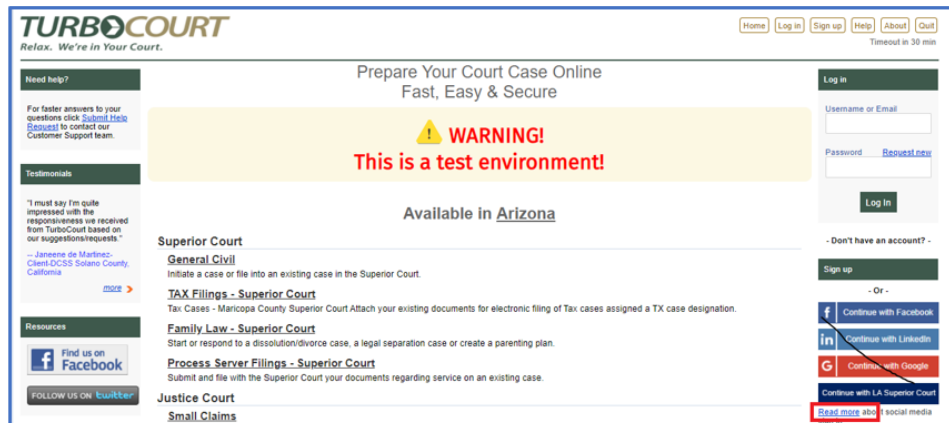 TURBOCOURT
Relax. We're in Your Court.
Home Log in Sign up Help About Quit
Timeout in 30 min
Need help?
For faster answers to your
questions click Submit Help
Request to contact our
Customer Support team.
Testimonials
"I must say I'm quite
impressed with the
responsiveness we received
from TurboCourt based on
our suggestions/requests."
-- Janeene de Martinez-
Client-DCSS Solano County,
California
more
Resources
Find us on
Facebook
FOLLOW US ON twitter
Prepare Your Court Case Online
Fast, Easy & Secure
WARNING!
This is a test environment!
Available in Arizona
Superior Court
General Civil
Initiate a case or file into an existing case in the Superior Court.
TAX Filings - Superior Court
Tax Cases - Maricopa County Superior Court Attach your existing documents for electronic filing of Tax cases assigned a TX case designation.
Family Law - Superior Court
Start or respond to a dissolution/divorce case, a legal separation case or create a parenting plan.
Process Server Filings - Superior Court
Submit and file with the Superior Court your documents regarding service on an existing case.
Justice Court
Small Claims
Log in
Username or Email
Password Request new
Log In
- Don't have an account? -
Sign up
- Or -
f Continue with Facebook
in Continue with LinkedIn
G Continue with Google
Continue with LA Superior Court
Read more about social media